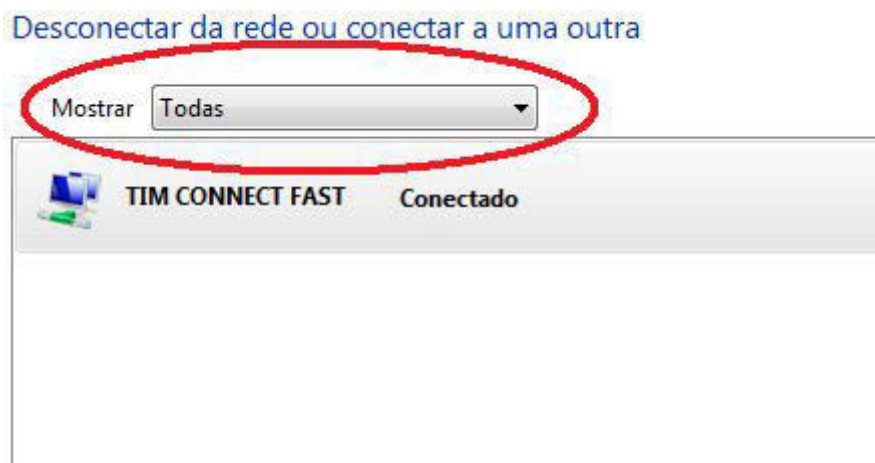 Desconectar da rede ou conectar a uma outra
Mostrar Todas
TIM CONNECT FAST Conectado